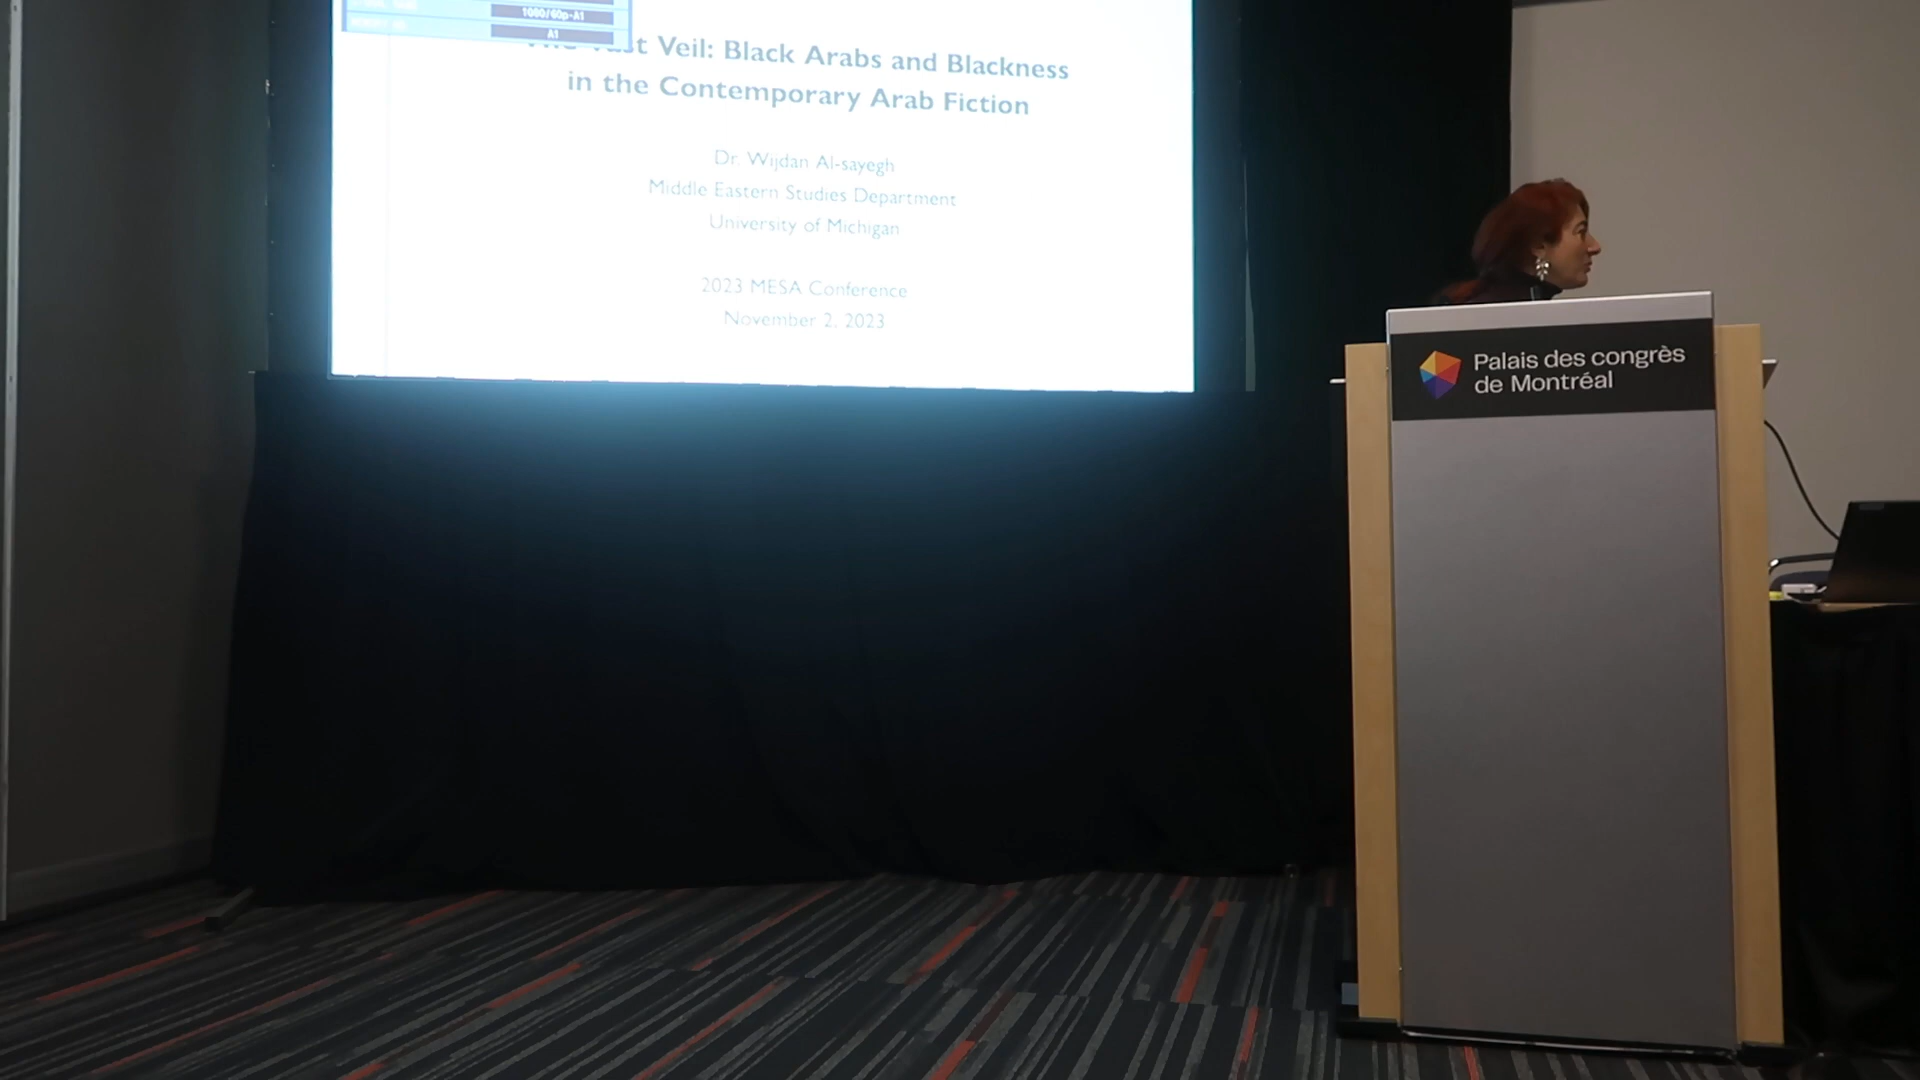 1080/60p-A1
A1
Veil: Black Arabs and Blackness
in the Contemporary Arab Fiction
Dr. Wijdan Al-sayegh
Middle Eastern Studies Department
University of Michigan
2023 MESA Conference
November 2, 2023
Palais des congrès
de Montréal